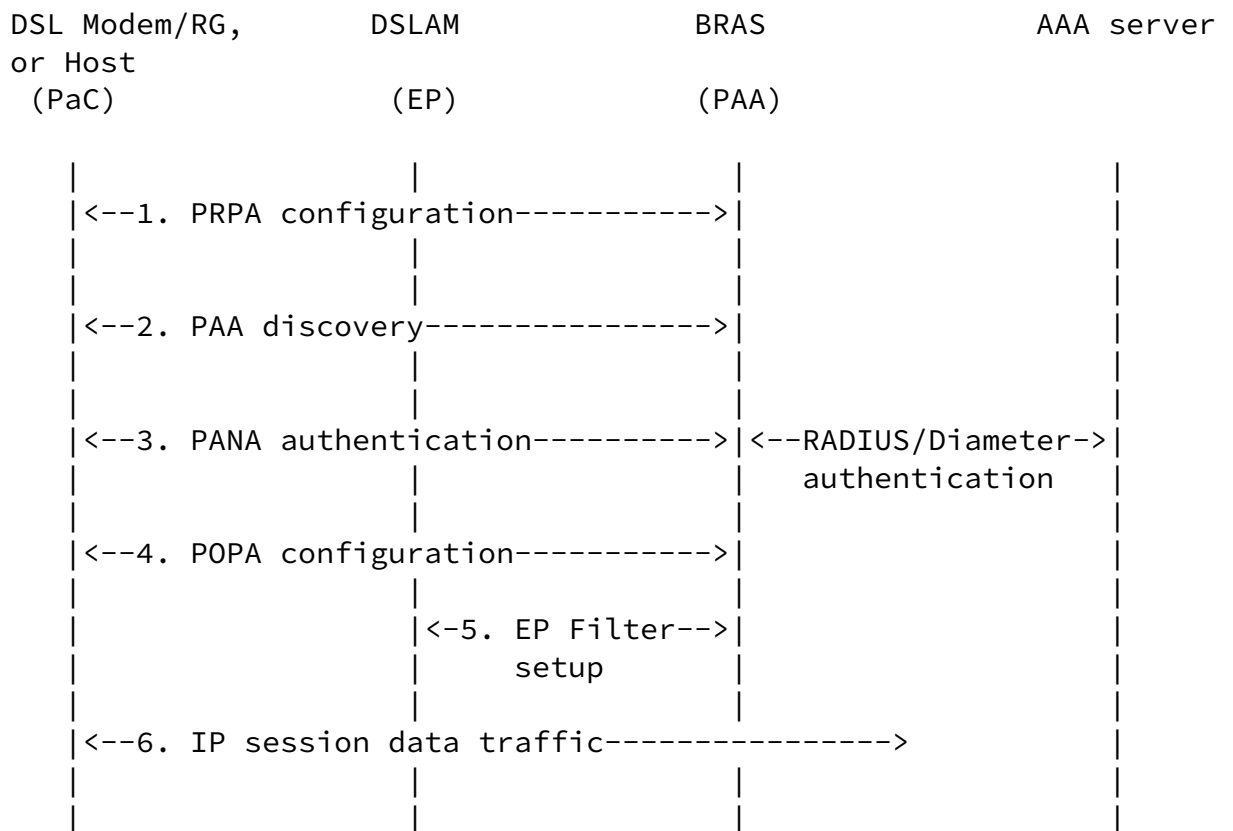 DSL Modem/RG, DSLAM BRAS AAA server
or Host
(PaC) (EP) (PAA)
<--1. PRPA configuration----------->
<--2. PAA discovery---------------->
<--3. PANA authentication---------->|<--RADIUS/Diameter->
authentication
<--4. POPA configuration----------->
<-5. EP Filter-->
setup
<--6. IP session data traffic---------------->